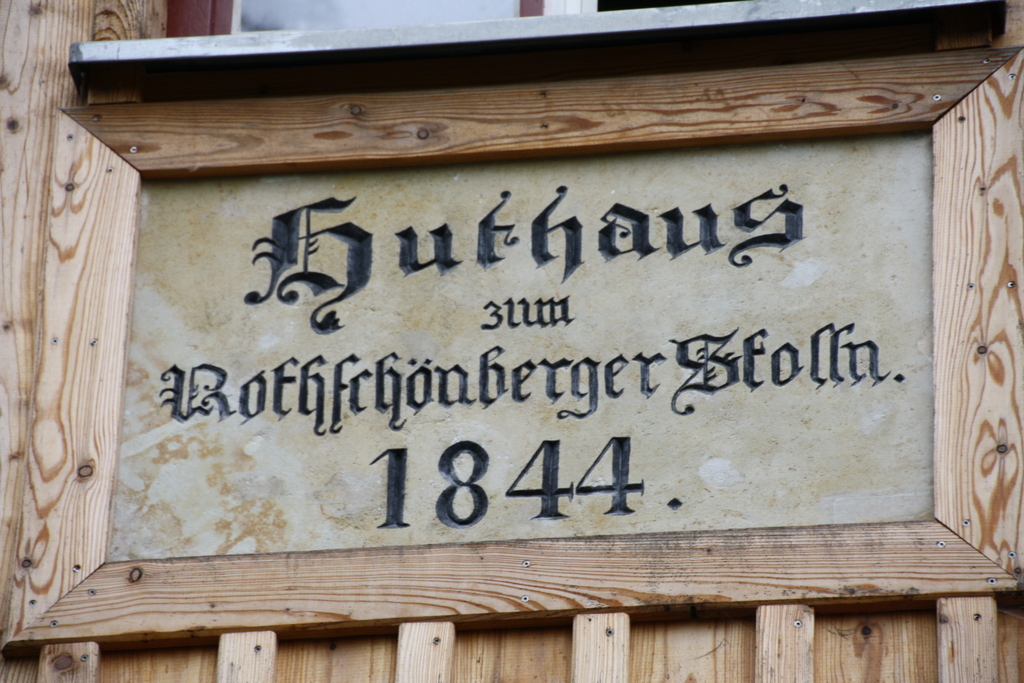 Huthaus
zum
Rothschönberger Stolln.
1844.